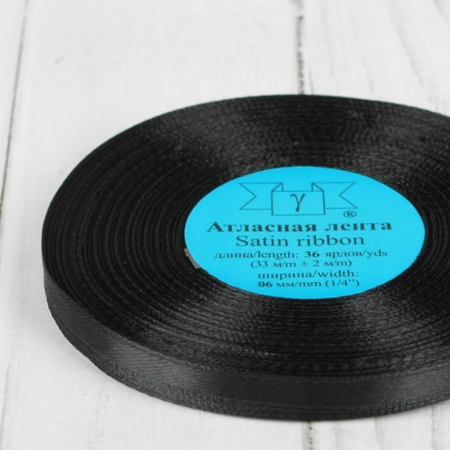 γ
®
Атласная лента
Satin ribbon
длина/length: 36 ярдов/yds
(33 м/m ± 2 м/m)
ширина/width:
06 мм/mm (1/4”)